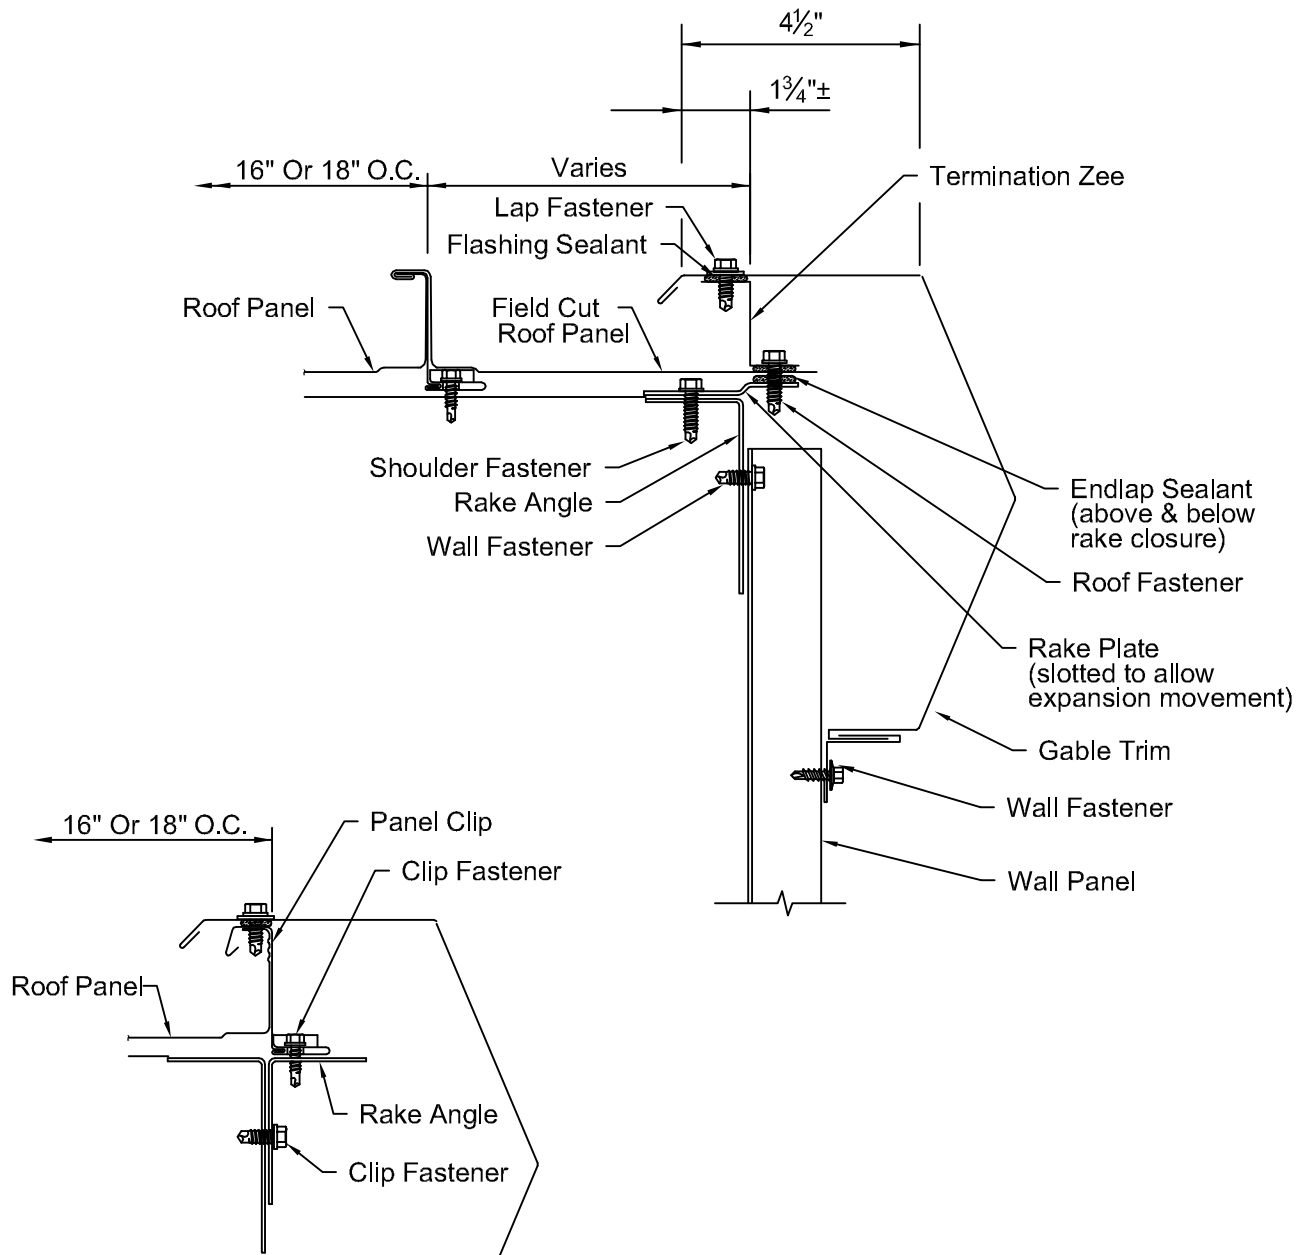 4½"
1¾"±
16" Or 18" O.C.
Varies
Termination Zee
Lap Fastener
Flashing Sealant
Roof Panel
Field Cut
Roof Panel
Shoulder Fastener
Rake Angle
Wall Fastener
Endlap Sealant
(above & below
rake closure)
Roof Fastener
Rake Plate
(slotted to allow
expansion movement)
Gable Trim
Wall Fastener
Wall Panel
16" Or 18" O.C.
Panel Clip
Clip Fastener
Roof Panel
Rake Angle
Clip Fastener